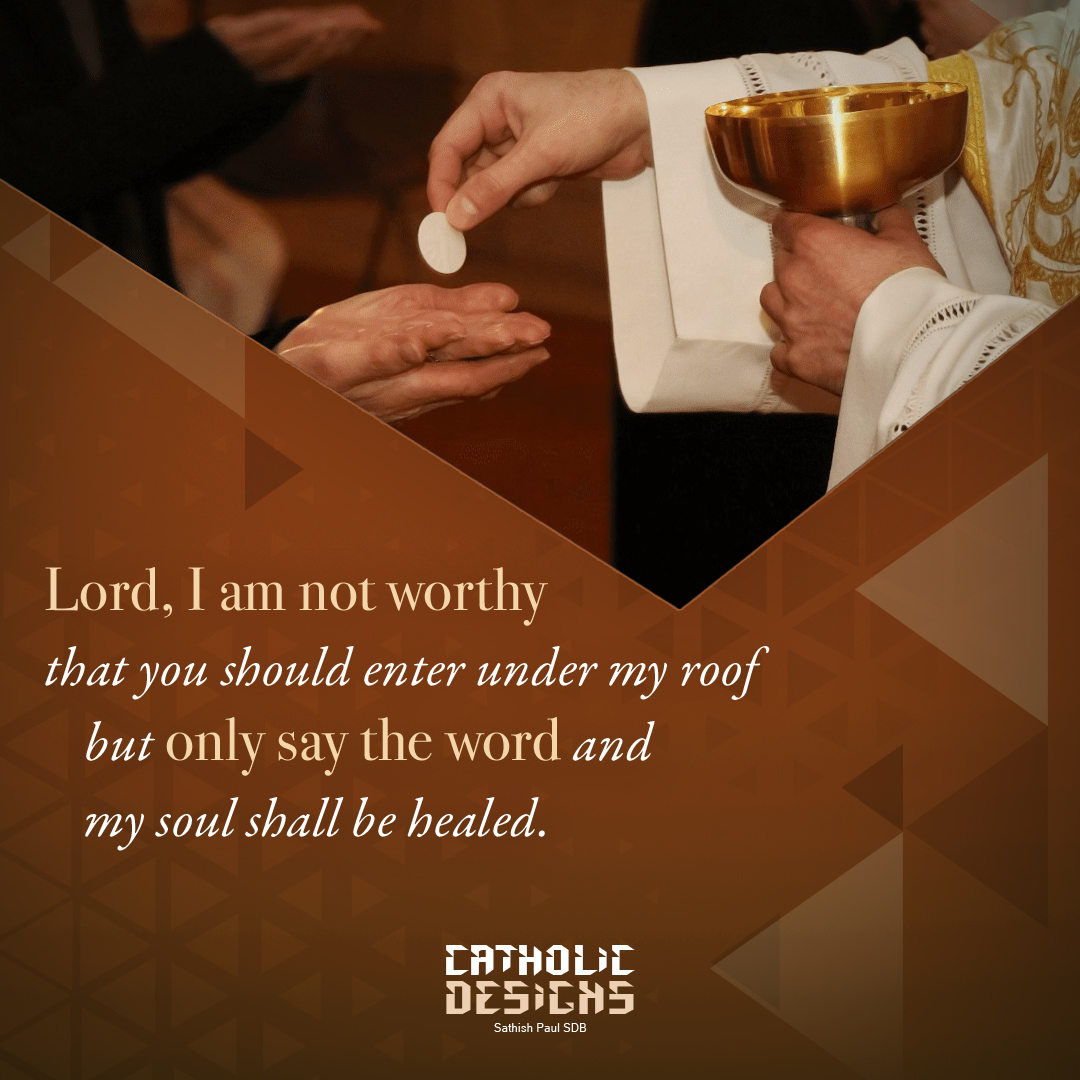 Lord, I am not worthy
that you should enter under my roof
but only say the word and
my soul shall be healed.
CATHOLIC
DESIGNS
Sathish Paul SDB